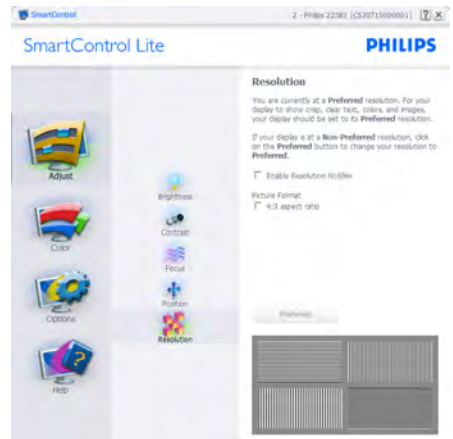 SmartControl
2 - Philips 225B1 (CS30715000001)
SmartControl Lite
PHILIPS
Adjust
Color
Options
Help
Brightness
Contrast
Focus
Position
Resolution
Resolution
You are currently at a Preferred resolution. For your
display to show crisp, clear text, colors, and images,
your display should be set to its Preferred resolution.
If your display is at a Non-Preferred resolution, click
on the Preferred button to change your resolution to
Preferred.
Enable Resolution Notifier
Picture Format
4:3 aspect ratio
Preferred